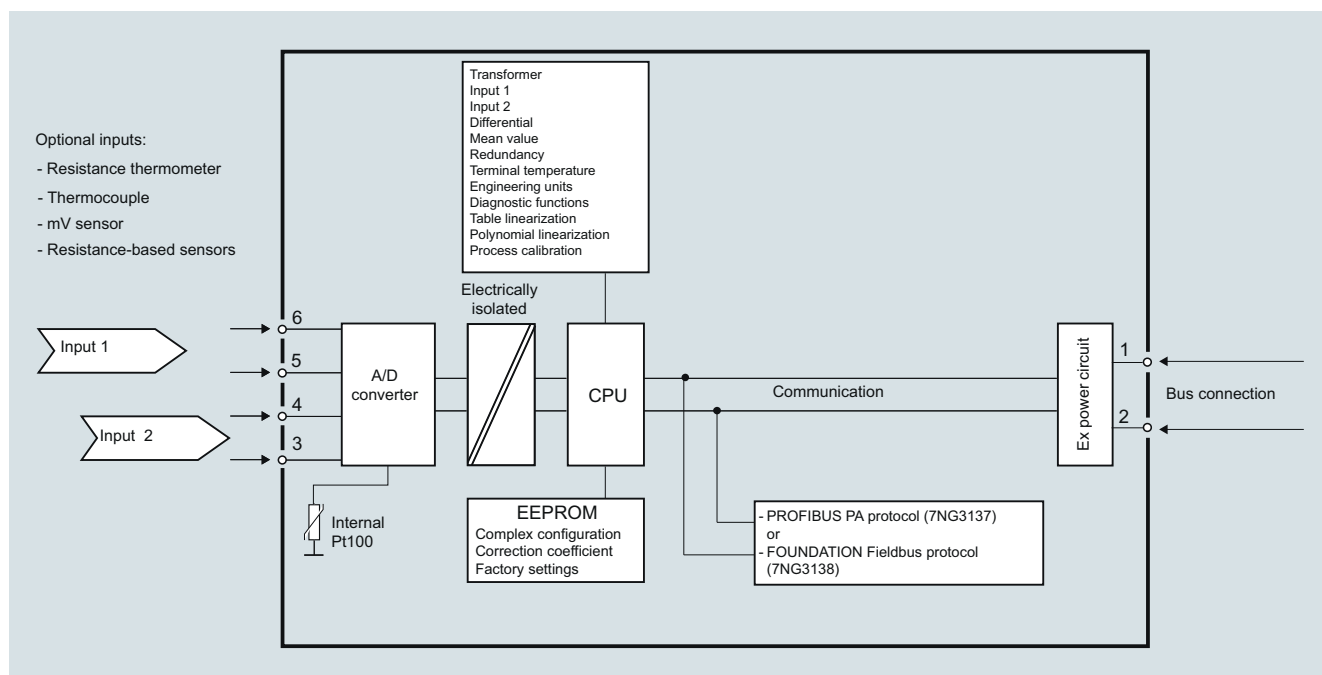 Transformer
Input 1
Input 2
Differential
Mean value
Redundancy
Terminal temperature
Engineering units
Diagnostic functions
Table linearization
Polynomial linearization
Process calibration
Optional inputs:
- Resistance thermometer
- Thermocouple
- mV sensor
- Resistance-based sensors
Electrically
isolated
Input 1
Input 2
6
5
4
3
A/D
converter
CPU
Communication
Ex power circuit
1
2
Bus connection
Internal
Pt100
EEPROM
Complex configuration
Correction coefficient
Factory settings
- PROFIBUS PA protocol (7NG3137)
or
- FOUNDATION Fieldbus protocol
(7NG3138)